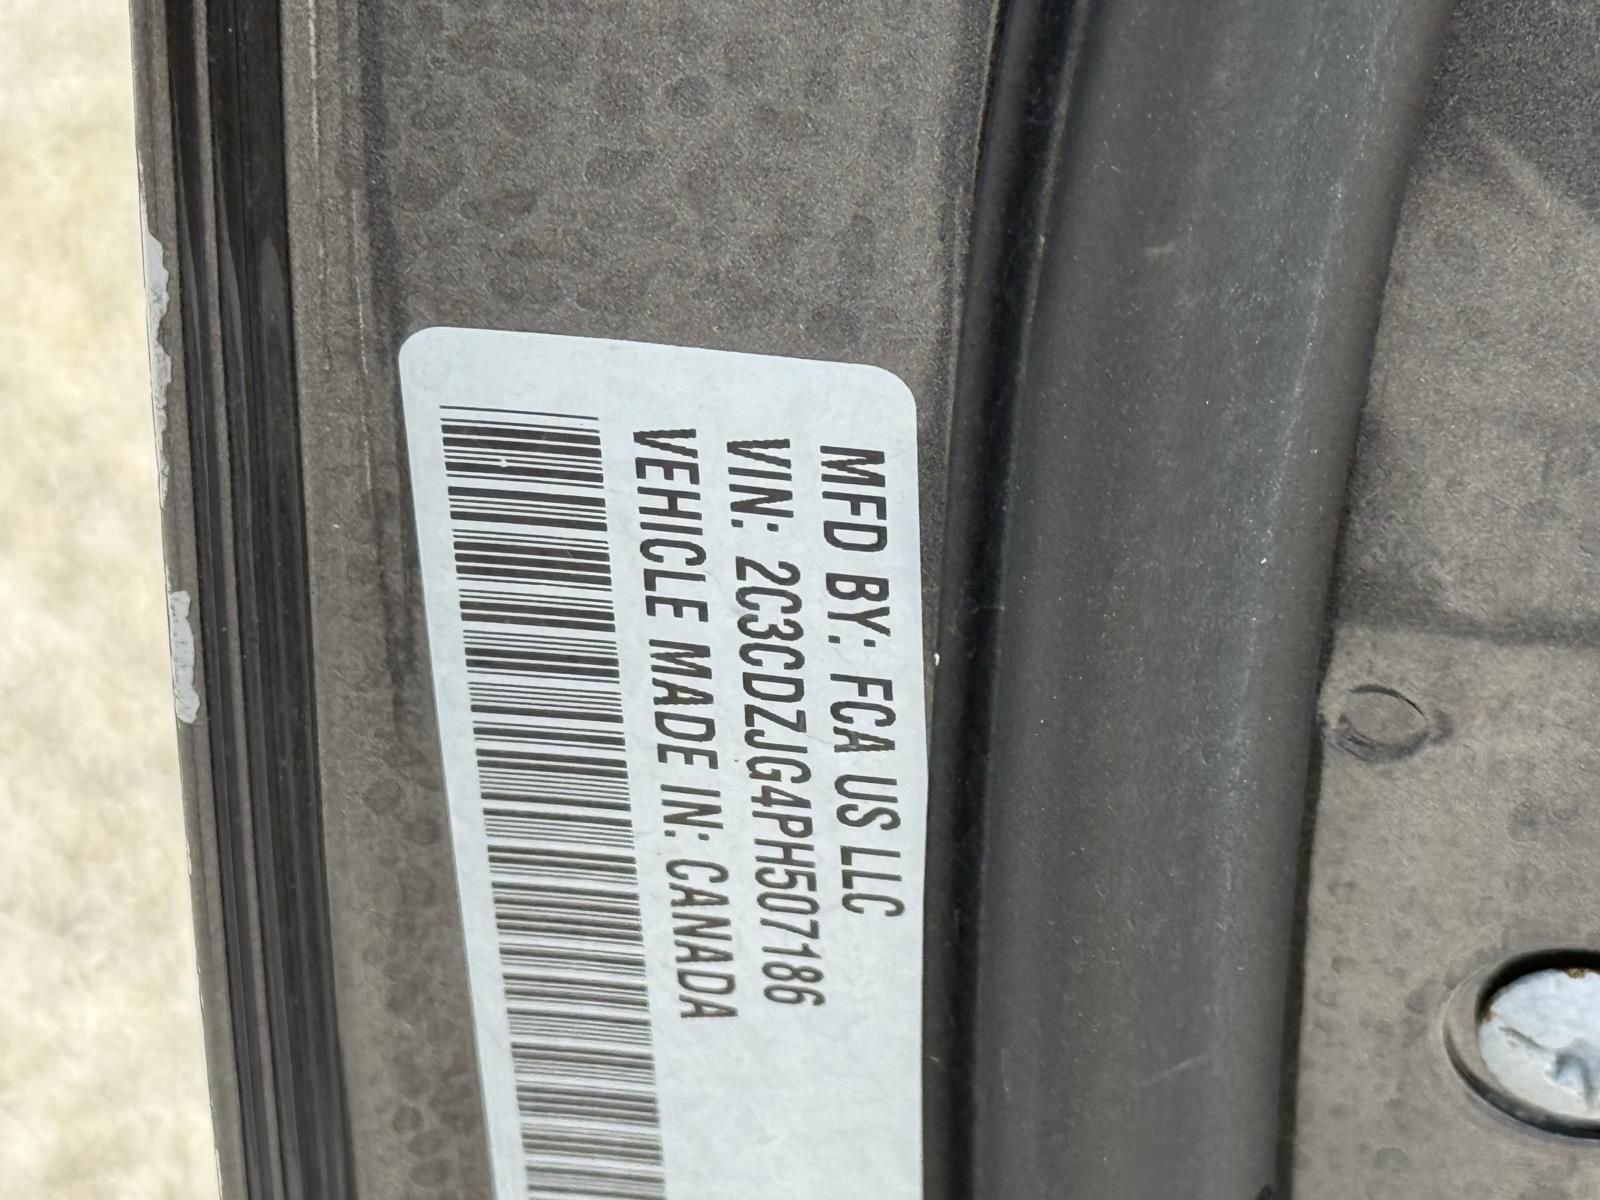 MFD BY: FCA US LLC
VIN: 2C3CDZJG4PH507186
VEHICLE MADE IN: CANADA